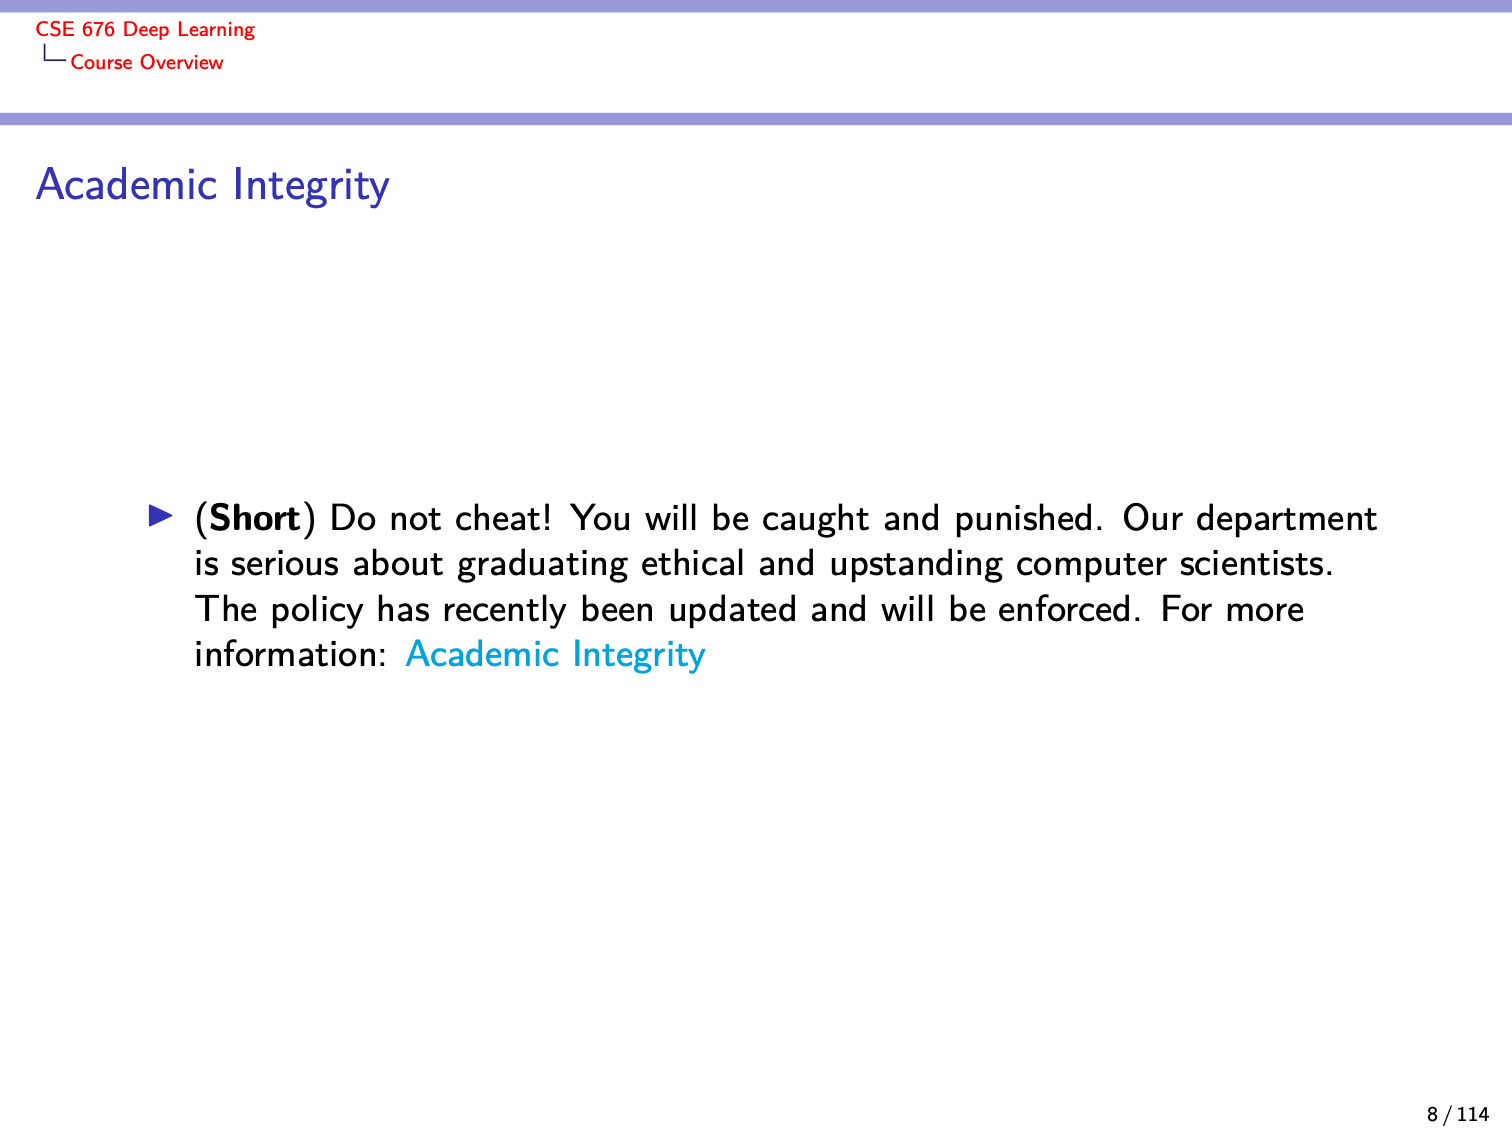 CSE 676 Deep Learning
Course Overview
Academic Integrity
(Short) Do not cheat! You will be caught and punished. Our department
is serious about graduating ethical and upstanding computer scientists.
The policy has recently been updated and will be enforced. For more
information: Academic Integrity
8 / 114